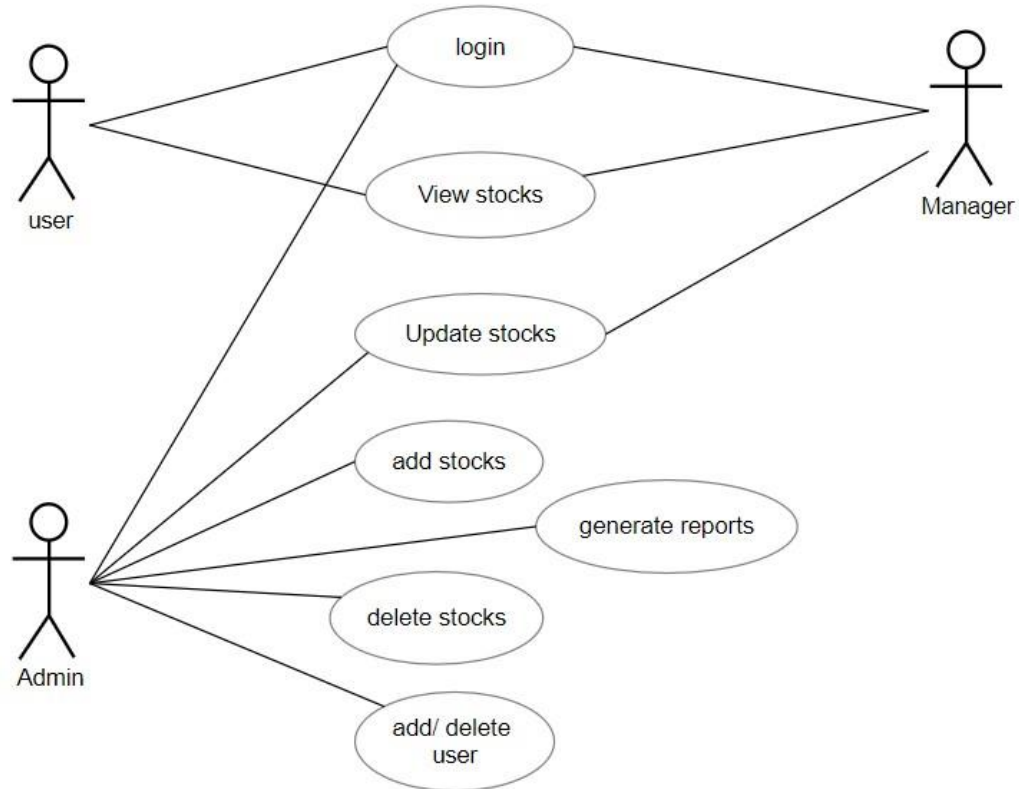 login
View stocks
user
Manager
Update stocks
add stocks
generate reports
delete stocks
Admin
add/ delete
user